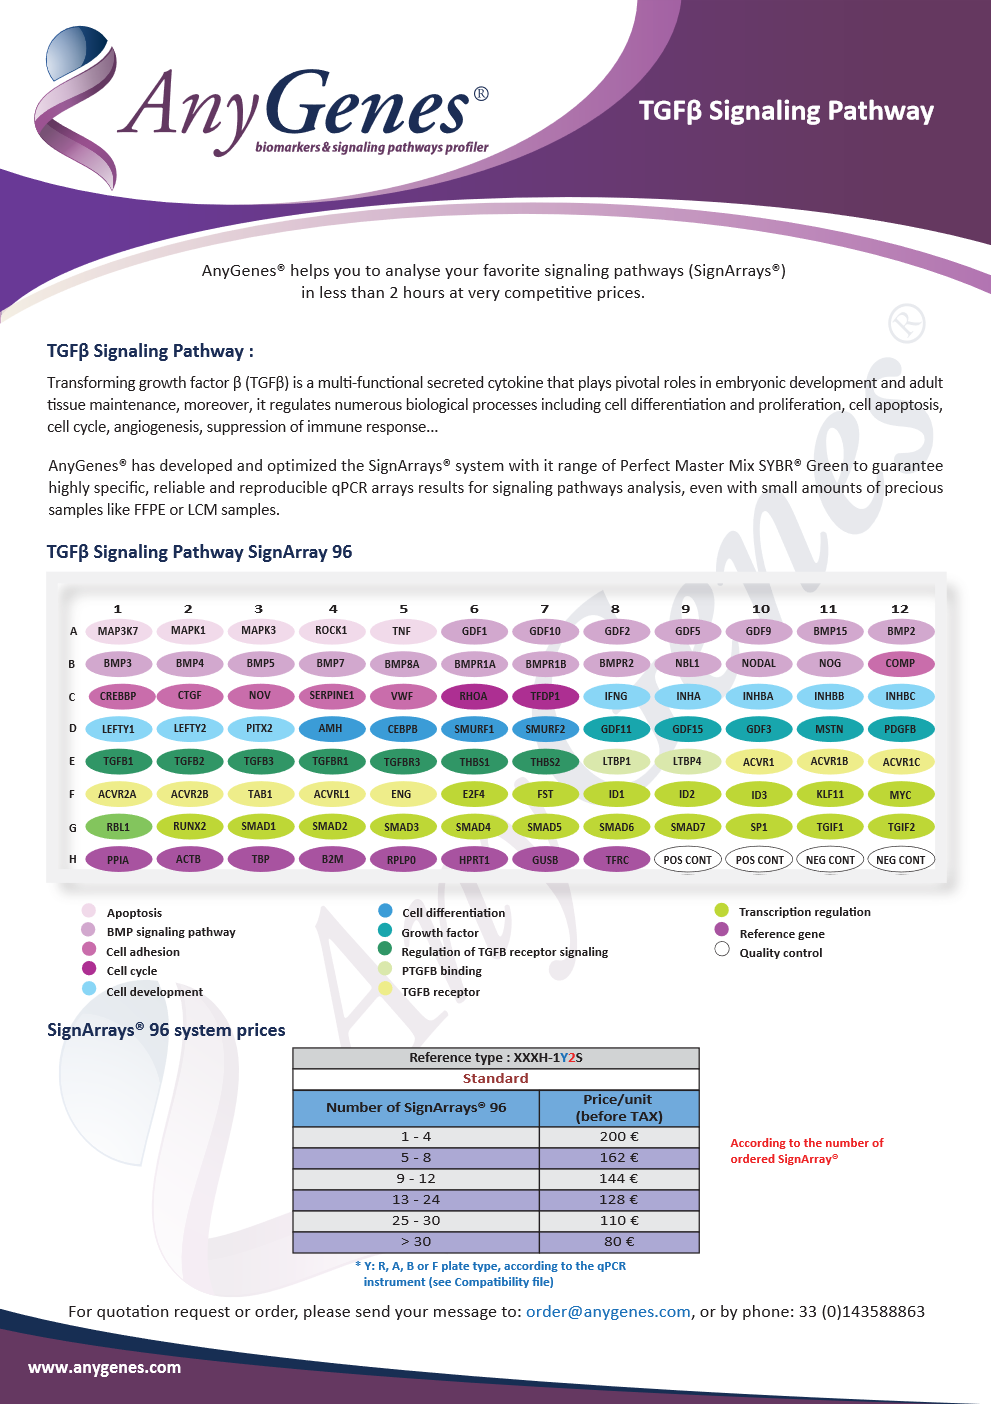 AnyGenes®
biomarkers & signaling pathways profiler
TGFβ Signaling Pathway
AnyGenes® helps you to analyse your favorite signaling pathways (SignArrays®)
in less than 2 hours at very competitive prices.
TGFβ Signaling Pathway :
Transforming growth factor β (TGFβ) is a multi-functional secreted cytokine that plays pivotal roles in embryonic development and adult
tissue maintenance, moreover, it regulates numerous biological processes including cell differentiation and proliferation, cell apoptosis,
cell cycle, angiogenesis, suppression of immune response...
AnyGenes® has developed and optimized the SignArrays® system with it range of Perfect Master Mix SYBR® Green to guarantee
highly specific, reliable and reproducible qPCR arrays results for signaling pathways analysis, even with small amounts of precious
samples like FFPE or LCM samples.
TGFβ Signaling Pathway SignArray 96
1 2 3 4 5 6 7 8 9 10 11 12
A MAP3K7 MAPK1 MAPK3 ROCK1 TNF GDF1 GDF10 GDF2 GDF5 GDF9 BMP15 BMP2
B BMP3 BMP4 BMP5 BMP7 BMP8A BMPR1A BMPR1B BMPR2 NBL1 NODAL NOG COMP
C CREBBP CTGF NOV SERPINE1 VWF RHOA TFDP1 IFNG INHA INHBA INHBB INHBC
D LEFTY1 LEFTY2 PITX2 AMH CEBPB SMURF1 SMURF2 GDF11 GDF15 GDF3 MSTN PDGFB
E TGFB1 TGFB2 TGFB3 TGFBR1 TGFBR3 THBS1 THBS2 LTBP1 LTBP4 ACVR1 ACVR1B ACVR1C
F ACVR2A ACVR2B TAB1 ACVRL1 ENG E2F4 FST ID1 ID2 ID3 KLF11 MYC
G RBL1 RUNX2 SMAD1 SMAD2 SMAD3 SMAD4 SMAD5 SMAD6 SMAD7 SP1 TGIF1 TGIF2
H PPIA ACTB TBP B2M RPLP0 HPRT1 GUSB TFRC POS CONT POS CONT NEG CONT NEG CONT
Apoptosis
BMP signaling pathway
Cell adhesion
Cell cycle
Cell development
Cell differentiation
Growth factor
Regulation of TGFB receptor signaling
PTGFB binding
TGFB receptor
Transcription regulation
Reference gene
Quality control
SignArrays® 96 system prices
Reference type : XXXH-1Y2S
Standard
Number of SignArrays® 96 Price/unit (before TAX)
1 - 4 200 €
5 - 8 162 €
9 - 12 144 €
13 - 24 128 €
25 - 30 110 €
> 30 80 €
According to the number of
ordered SignArray®
* Y: R, A, B or F plate type, according to the qPCR
instrument (see Compatibility file)
For quotation request or order, please send your message to: order@anygenes.com, or by phone: 33 (0)143588863
www.anygenes.com